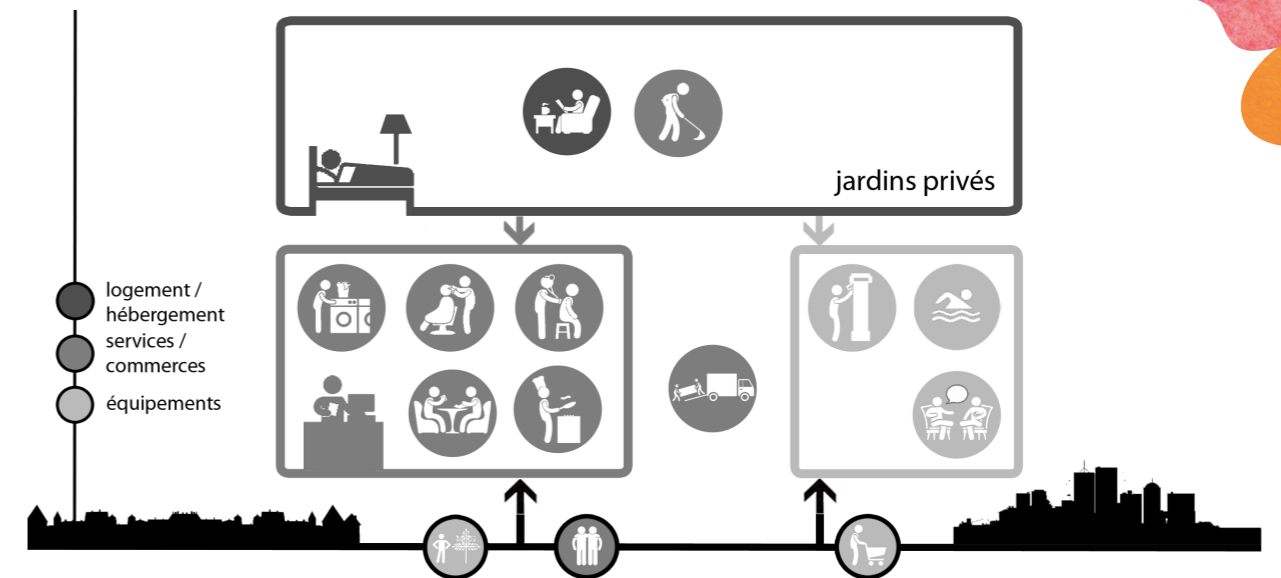 jardins privés
logement /
hébergement
services /
commerces
équipements